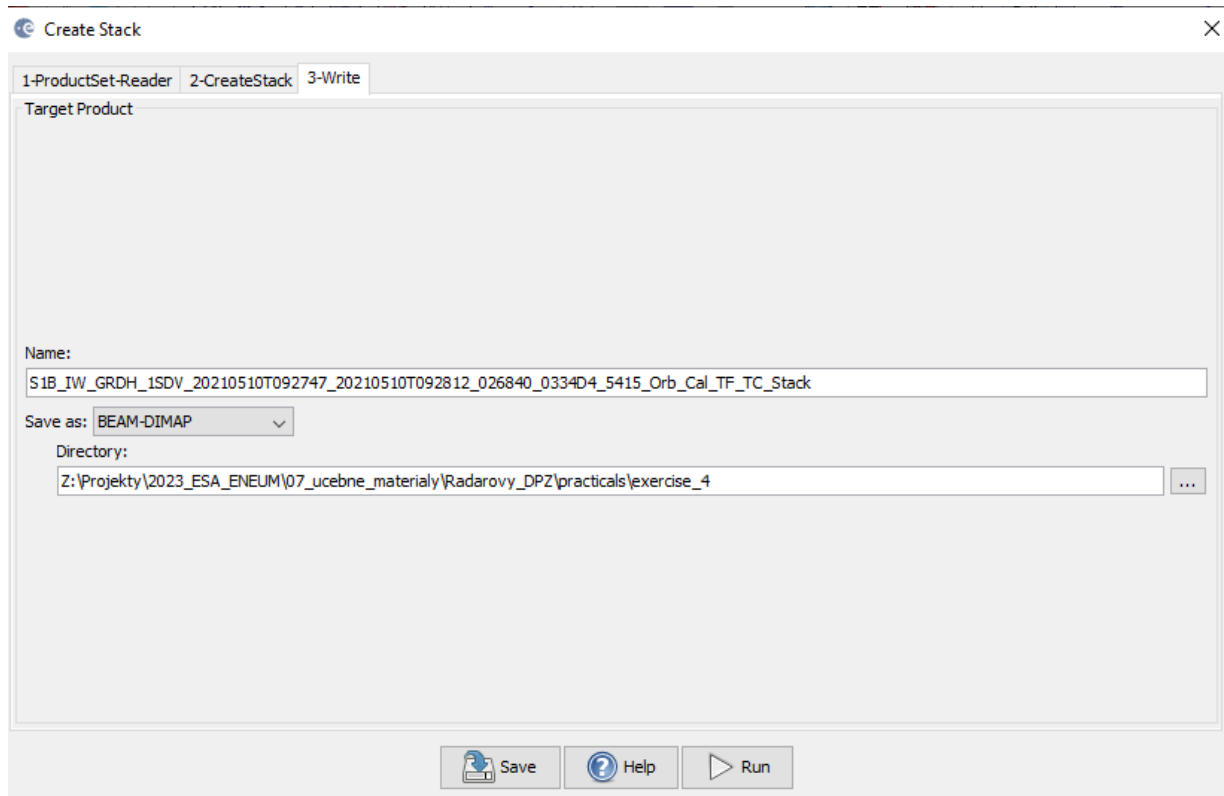 Create Stack
1-ProductSet-Reader 2-CreateStack 3-Write
Target Product
Name:
S1B_IW_GRDH_1SDV_20210510T092747_20210510T092812_026840_0334D4_5415_Orb_Cal_TF_TC_Stack
Save as: BEAM-DIMAP
Directory:
Z:\Projekty\2023_ESA_ENEUM\07_ucebne_materialy\Radarovy_DPZ\practicals\exercise_4
...
Save Help Run